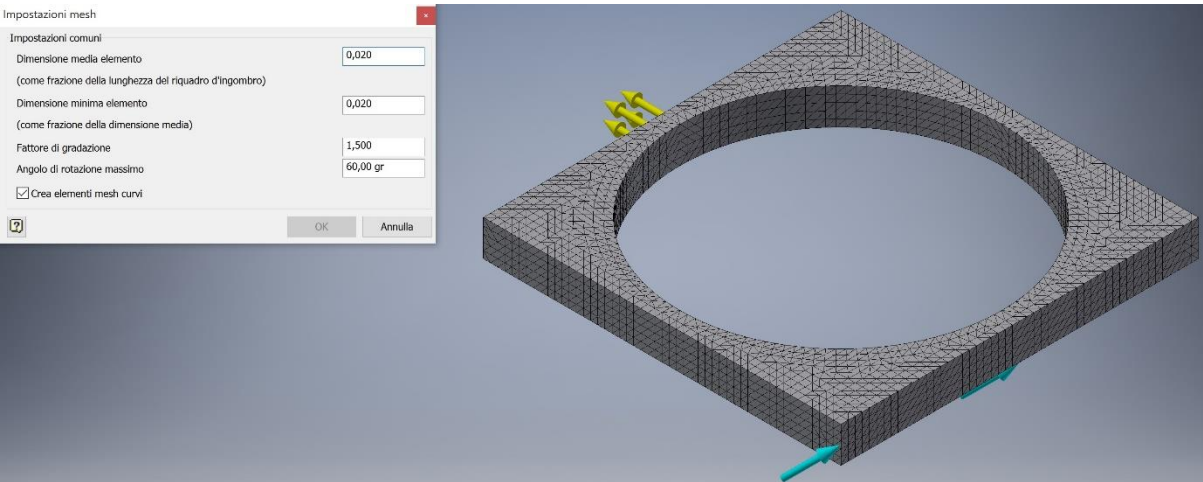 Impostazioni mesh
Impostazioni comuni
Dimensione media elemento 0,020
(come frazione della lunghezza del riquadro d'ingombro)
Dimensione minima elemento 0,020
(come frazione della dimensione media)
Fattore di gradazione 1,500
Angolo di rotazione massimo 60,00 gr
Crea elementi mesh curvi
? OK Annulla